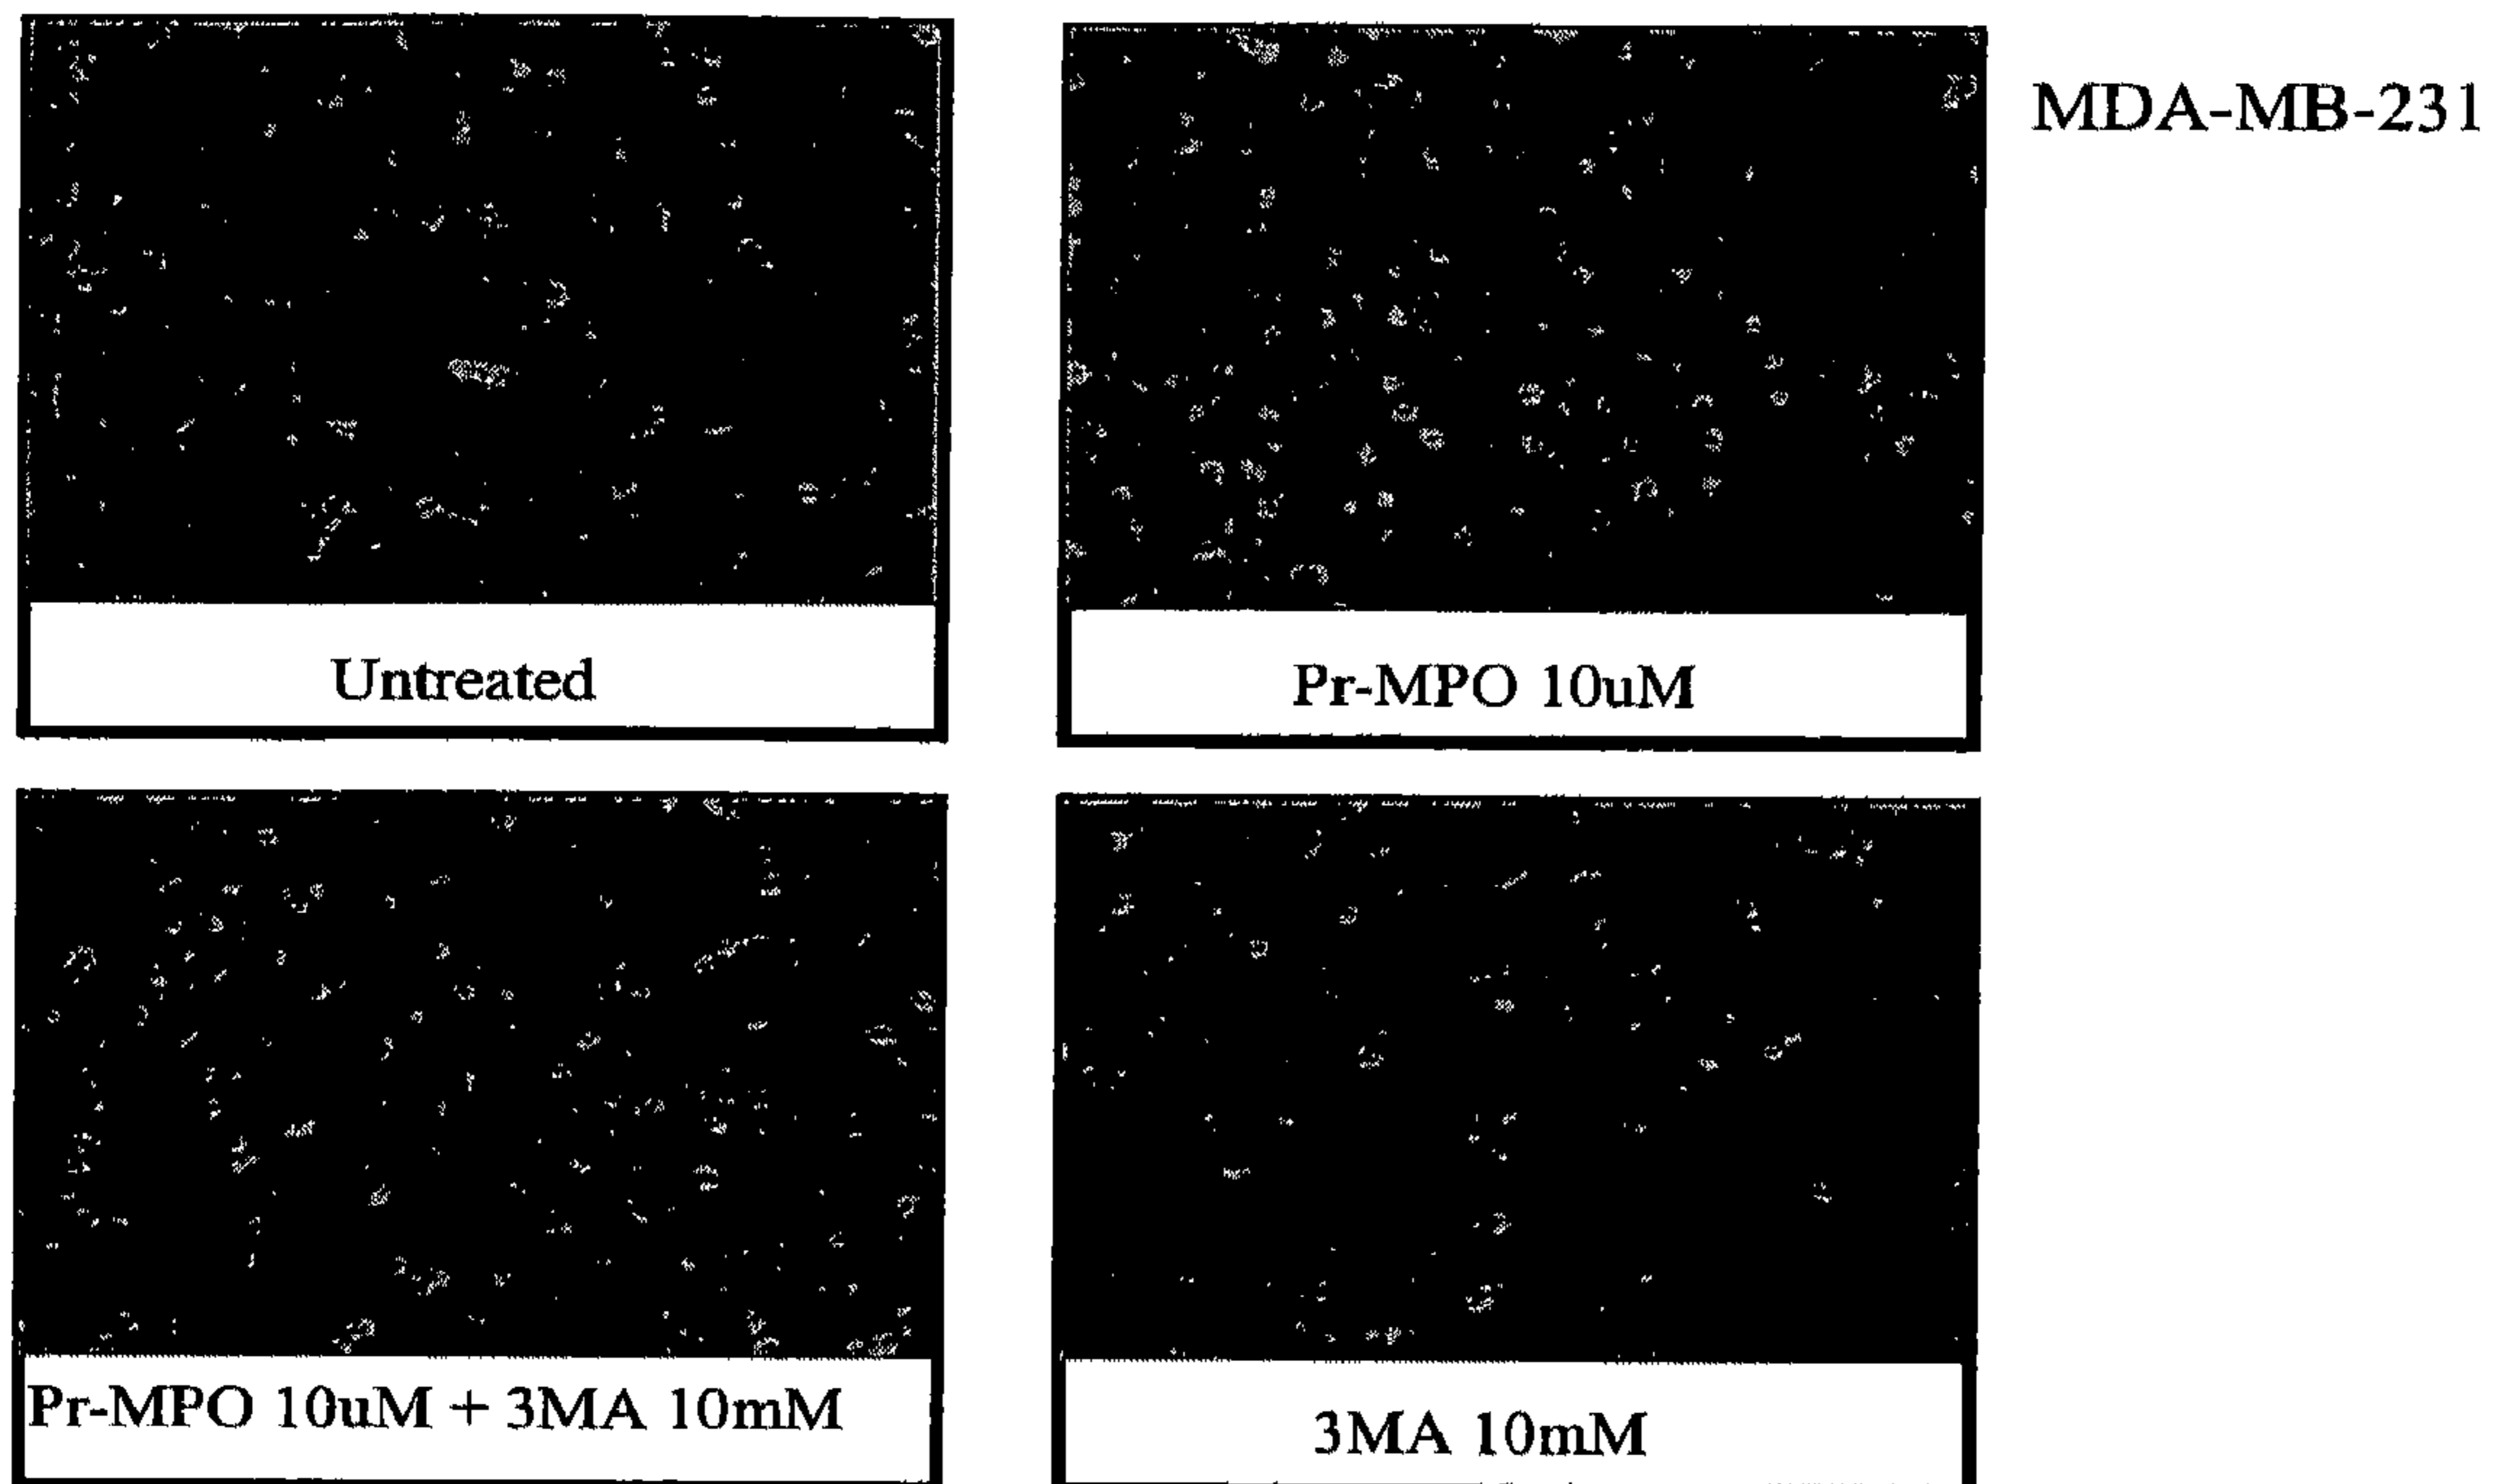 MDA-MB-231
Untreated
Pr-MPO 10uM
Pr-MPO 10uM + 3MA 10mM
3MA 10mM